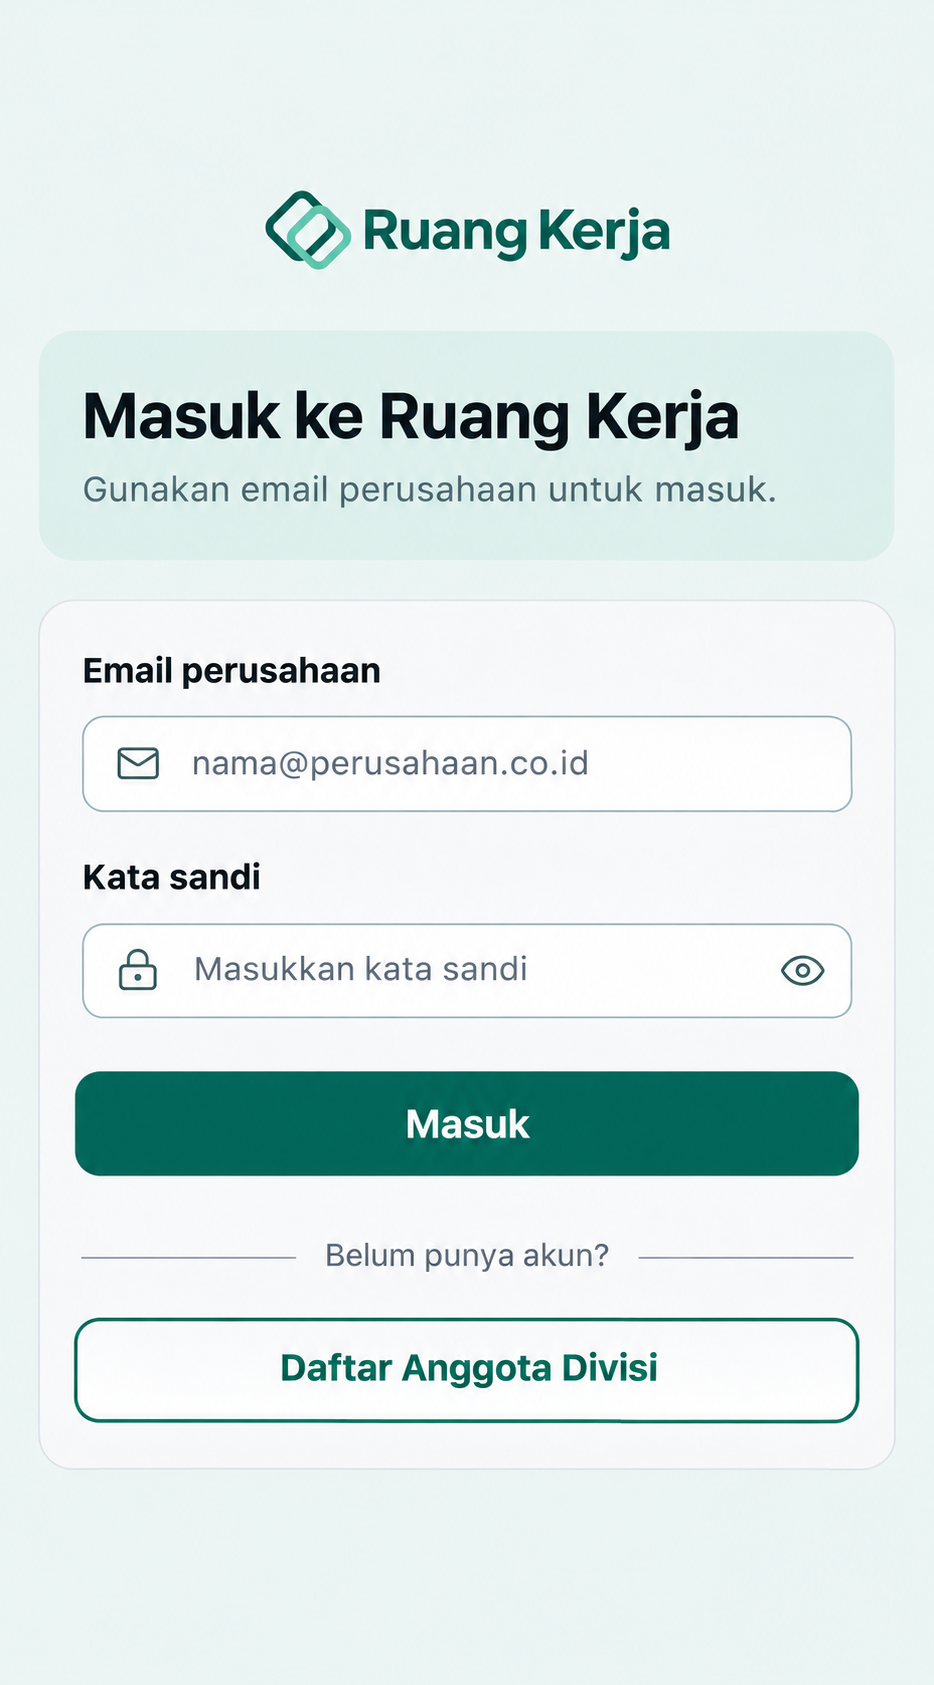 Ruang Kerja
Masuk ke Ruang Kerja
Gunakan email perusahaan untuk masuk.
Email perusahaan
nama@perusahaan.co.id
Kata sandi
Masukkan kata sandi
Masuk
Belum punya akun?
Daftar Anggota Divisi